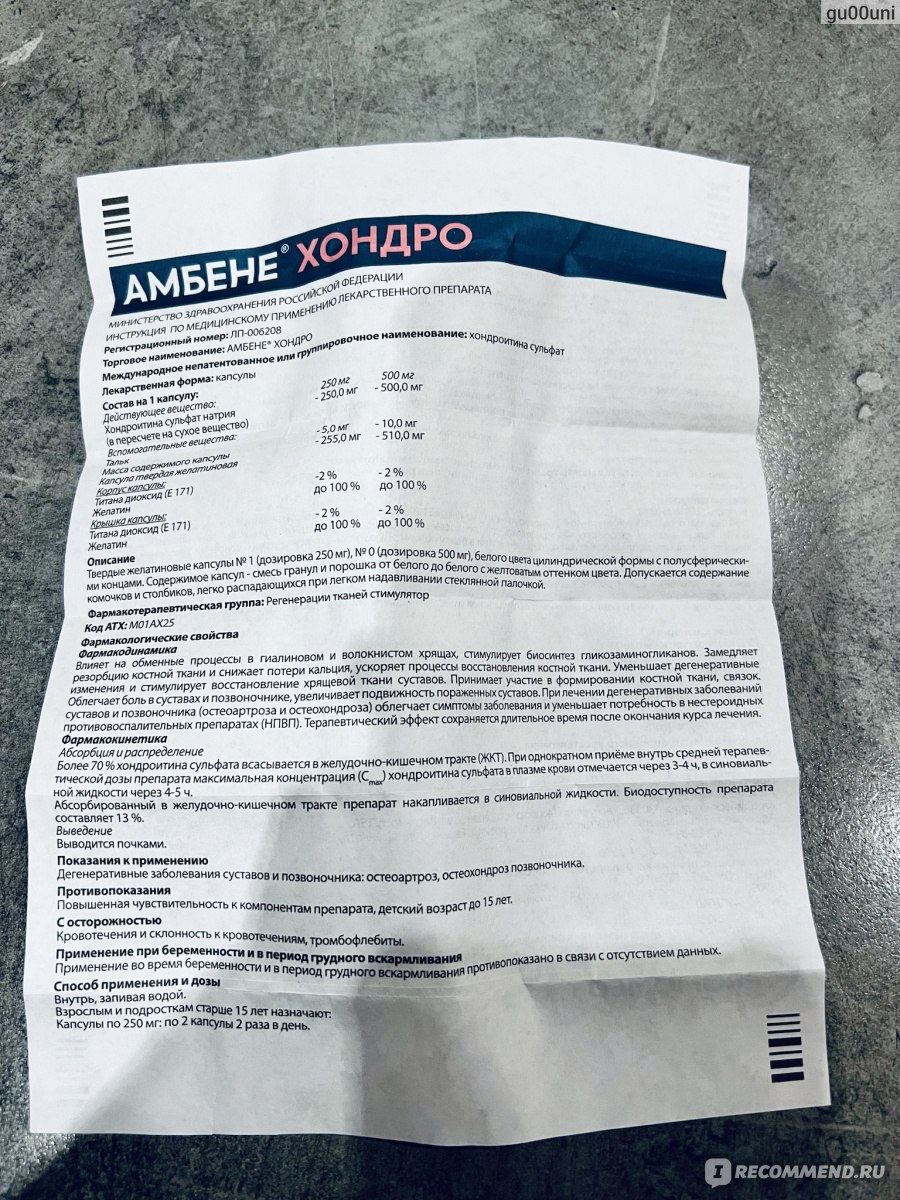 gu00uni
АМБЕНЕ® ХОНДРО
МИНИСТЕРСТВО ЗДРАВООХРАНЕНИЯ РОССИЙСКОЙ ФЕДЕРАЦИИ
ИНСТРУКЦИЯ ПО МЕДИЦИНСКОМУ ПРИМЕНЕНИЮ ЛЕКАРСТВЕННОГО ПРЕПАРАТА
Регистрационный номер: ЛП-006208
Торговое наименование: АМБЕНЕ® ХОНДРО
Международное непатентованное или группировочное наименование: хондроитина сульфат
Лекарственная форма: капсулы
Состав на 1 капсулу: 250 мг 500 мг
Действующее вещество: - 250,0 мг - 500,0 мг
Хондроитина сульфат натрия
(в пересчете на сухое вещество)
Вспомогательные вещества:
Тальк - 5,0 мг - 10,0 мг
Масса содержимого капсулы - 255,0 мг - 510,0 мг
Капсула твердая желатиновая
Корпус капсулы:
Титана диоксид (Е 171) -2 % - 2 %
Желатин до 100 % до 100 %
Крышка капсулы:
Титана диоксид (Е 171) - 2 % - 2 %
Желатин до 100 % до 100 %
Описание
Твердые желатиновые капсулы № 1 (дозировка 250 мг), № 0 (дозировка 500 мг), белого цвета цилиндрической формы с полусферически-
ми концами. Содержимое капсул - смесь гранул и порошка от белого до белого с желтоватым оттенком цвета. Допускается содержание
комочков и столбиков, легко распадающихся при легком надавливании стеклянной палочкой.
Фармакотерапевтическая группа: Регенерации тканей стимулятор
Код АТХ: M01AX25
Фармакологические свойства
Фармакодинамика
Влияет на обменные процессы в гиалиновом и волокнистом хрящах, стимулирует биосинтез гликозаминогликанов. Замедляет
резорбцию костной ткани и снижает потери кальция, ускоряет процессы восстановления костной ткани. Уменьшает дегенеративные
изменения и стимулирует восстановление хрящевой ткани суставов. Принимает участие в формировании костной ткани, связок.
Облегчает боль в суставах и позвоночнике, увеличивает подвижность пораженных суставов. При лечении дегенеративных заболеваний
суставов и позвоночника (остеоартроза и остеохондроза) облегчает симптомы заболевания и уменьшает потребность в нестероидных
противовоспалительных препаратах (НПВП). Терапевтический эффект сохраняется длительное время после окончания курса лечения.
Фармакокинетика
Абсорбция и распределение
Более 70 % хондроитина сульфата всасывается в желудочно-кишечном тракте (ЖКТ). При однократном приёме внутрь средней терапев-
тической дозы препарата максимальная концентрация (Cmax) хондроитина сульфата в плазме крови отмечается через 3-4 ч, в синовиаль-
ной жидкости через 4-5 ч.
Абсорбированный в желудочно-кишечном тракте препарат накапливается в синовиальной жидкости. Биодоступность препарата
составляет 13 %.
Выведение
Выводится почками.
Показания к применению
Дегенеративные заболевания суставов и позвоночника: остеоартроз, остеохондроз позвоночника.
Противопоказания
Повышенная чувствительность к компонентам препарата, детский возраст до 15 лет.
С осторожностью
Кровотечения и склонность к кровотечениям, тромбофлебиты.
Применение при беременности и в период грудного вскармливания
Применение во время беременности и в период грудного вскармливания противопоказано в связи с отсутствием данных.
Способ применения и дозы
Внутрь, запивая водой.
Взрослым и подросткам старше 15 лет назначают:
Капсулы по 250 мг: по 2 капсулы 2 раза в день.
IRECOMMEND.RU